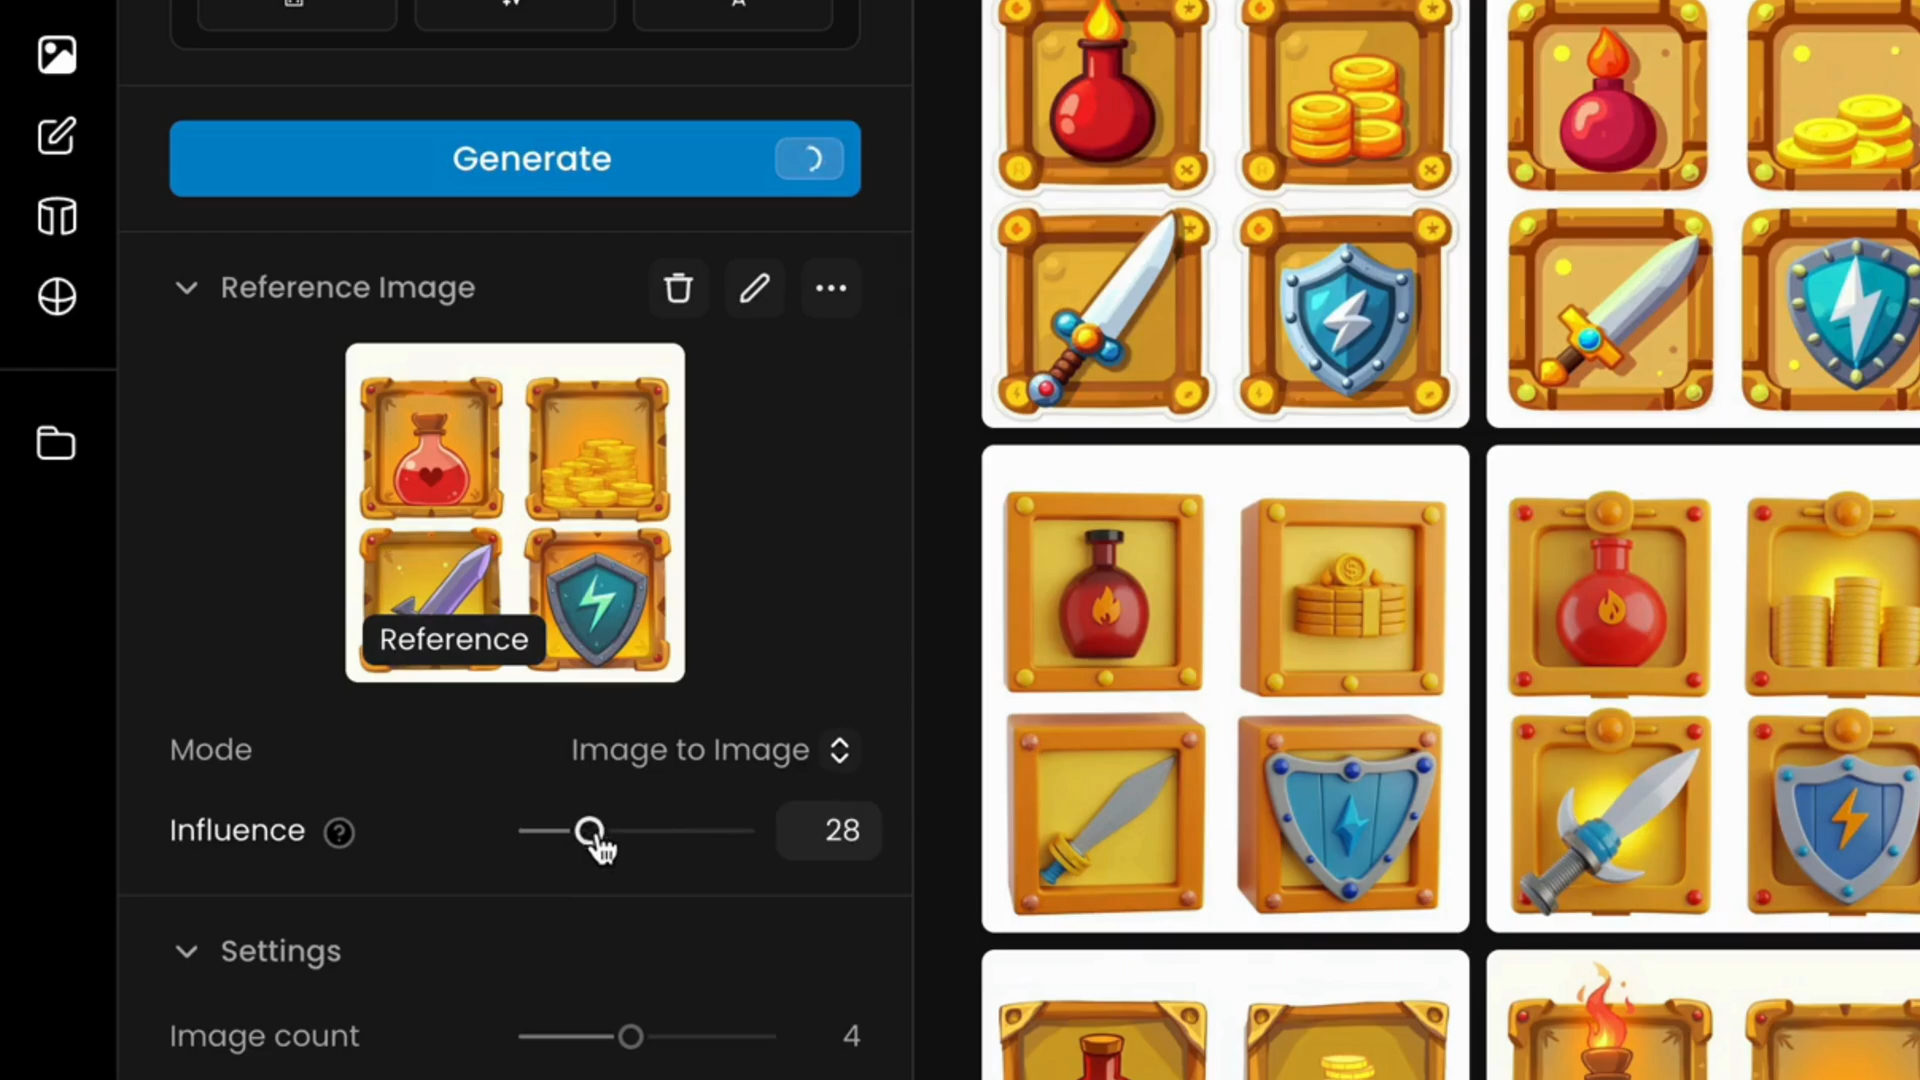 Generate
Reference Image
Reference
Mode
Image to Image
Influence
?
28
Settings
Image count
4